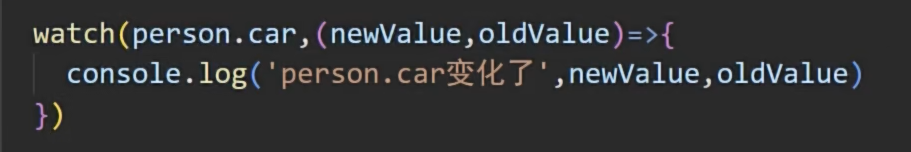 watch(person.car,(newValue,oldValue)=>{
  console.log('person.car变化了',newValue,oldValue)
})